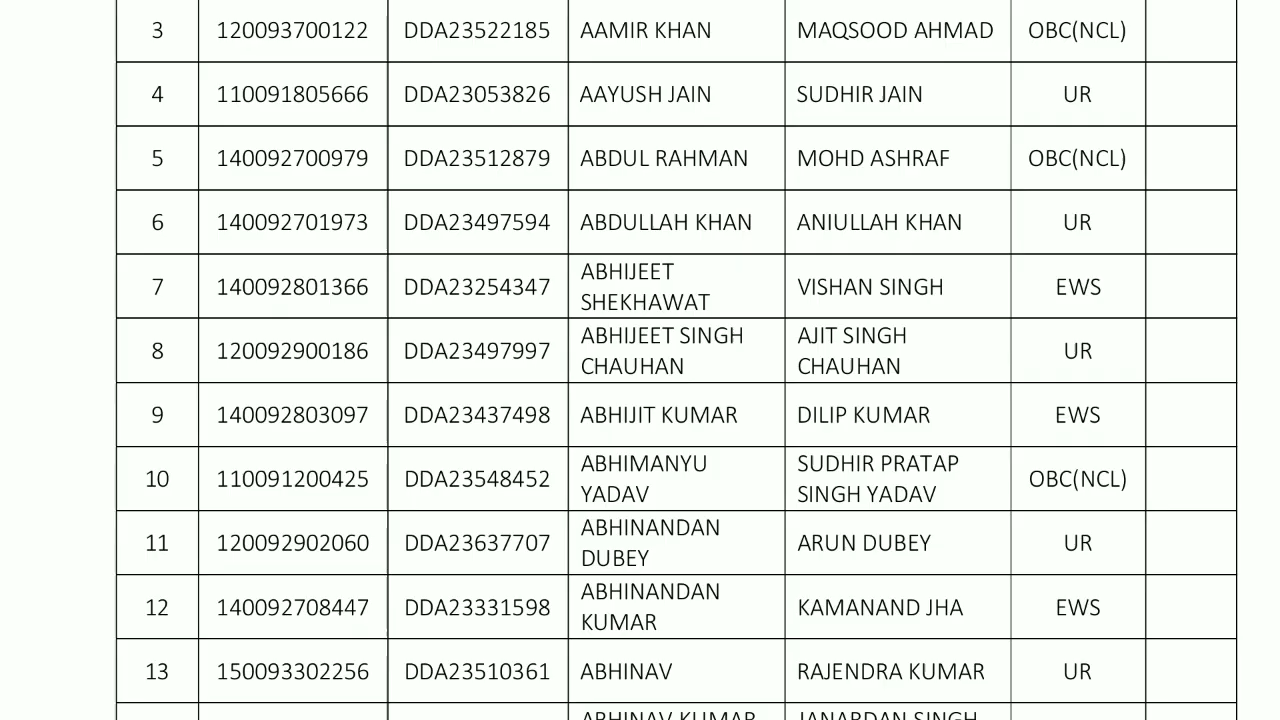 3 120093700122 DDA23522185 AAMIR KHAN MAQSOOD AHMAD OBC(NCL)
4 110091805666 DDA23053826 AAYUSH JAIN SUDHIR JAIN UR
5 140092700979 DDA23512879 ABDUL RAHMAN MOHD ASHRAF OBC(NCL)
6 140092701973 DDA23497594 ABDULLAH KHAN ANIULLAH KHAN UR
7 140092801366 DDA23254347 ABHIJEET SHEKHAWAT VISHAN SINGH EWS
8 120092900186 DDA23497997 ABHIJEET SINGH CHAUHAN AJIT SINGH CHAUHAN UR
9 140092803097 DDA23437498 ABHIJIT KUMAR DILIP KUMAR EWS
10 110091200425 DDA23548452 ABHIMANYU YADAV SUDHIR PRATAP SINGH YADAV OBC(NCL)
11 120092902060 DDA23637707 ABHINANDAN DUBEY ARUN DUBEY UR
12 140092708447 DDA23331598 ABHINANDAN KUMAR KAMANAND JHA EWS
13 150093302256 DDA23510361 ABHINAV RAJENDRA KUMAR UR
ABHINAV KUMAR JANARDAN SINGH